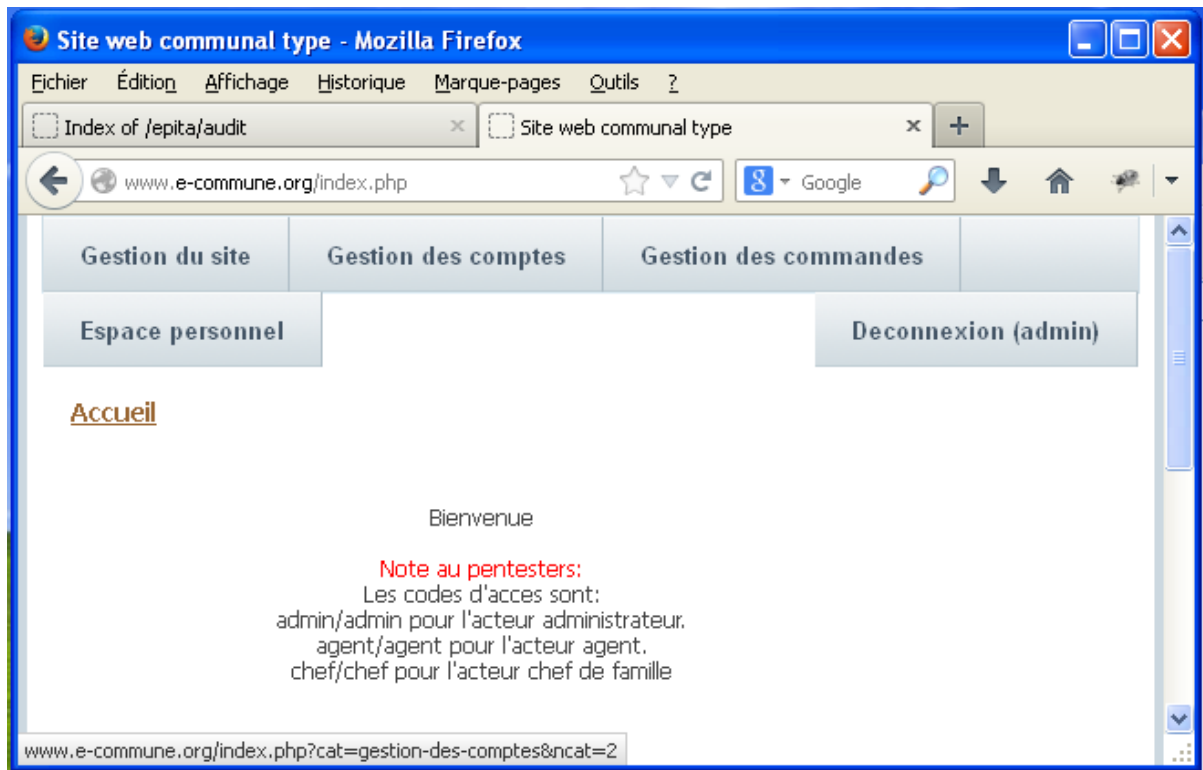 Site web communal type - Mozilla Firefox
Fichier Édition Affichage Historique Marque-pages Outils ?
Index of /epita/audit × Site web communal type × +
www.e-commune.org/index.php 8 Google
Gestion du site Gestion des comptes Gestion des commandes
Espace personnel Deconnexion (admin)
Accueil
Bienvenue
Note au pentesters:
Les codes d'acces sont:
admin/admin pour l'acteur administrateur.
agent/agent pour l'acteur agent.
chef/chef pour l'acteur chef de famille
www.e-commune.org/index.php?cat=gestion-des-comptes&ncat=2